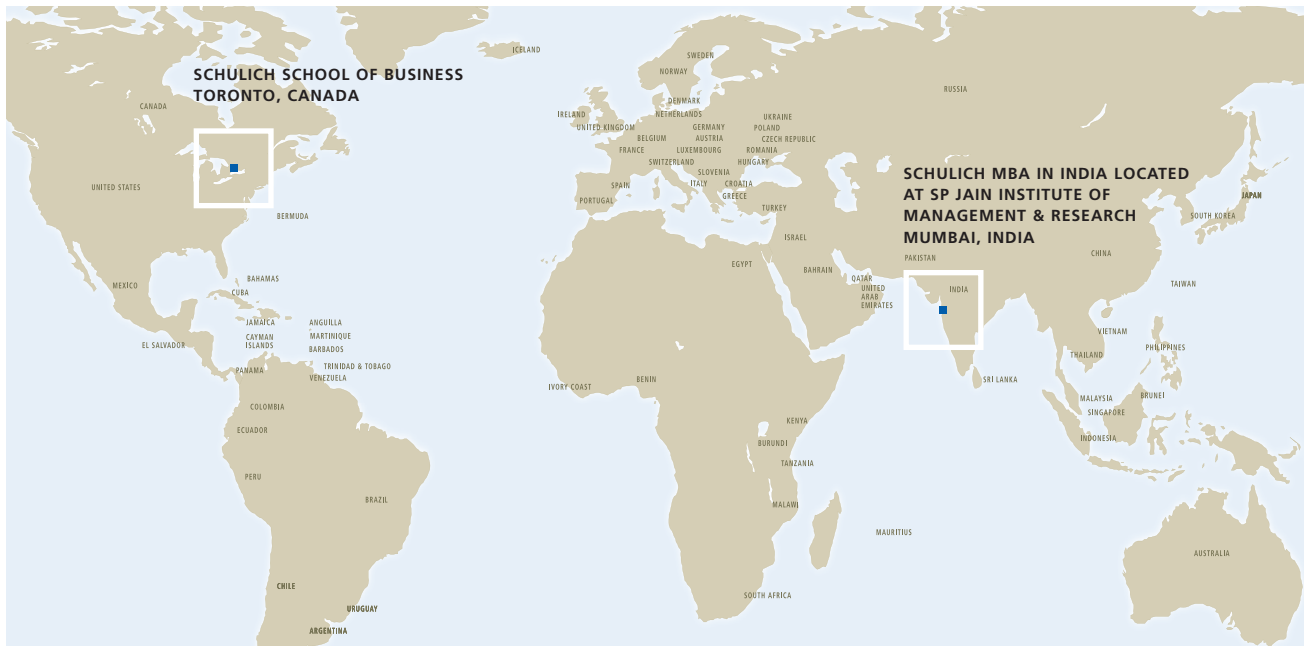 ICELAND
SWEDEN
SCHULICH SCHOOL OF BUSINESS
TORONTO, CANADA
NORWAY
RUSSIA
CANADA
DENMARK
IRELAND
NETHERLANDS
UKRAINE
UNITED KINGDOM
GERMANY
POLAND
BELGIUM
AUSTRIA
CZECH REPUBLIC
FRANCE
LUXEMBOURG
ROMANIA
SWITZERLAND
HUNGARY
SLOVENIA
SCHULICH MBA IN INDIA LOCATED
AT SP JAIN INSTITUTE OF
MANAGEMENT & RESEARCH
MUMBAI, INDIA
UNITED STATES
SPAIN
ITALY
CROATIA
GREECE
PORTUGAL
TURKEY
JAPAN
SOUTH KOREA
BERMUDA
ISRAEL
EGYPT
PAKISTAN
CHINA
BAHRAIN
QATAR
UNITED
ARAB
EMIRATES
INDIA
TAIWAN
BAHAMAS
MEXICO
CUBA
JAMAICA
ANGUILLA
CAYMAN
ISLANDS
MARTINIQUE
EL SALVADOR
BARBADOS
VIETNAM
PHILIPPINES
THAILAND
TRINIDAD & TOBAGO
PANAMA
VENEZUELA
IVORY COAST
BENIN
SRI LANKA
COLOMBIA
MALAYSIA
BRUNEI
SINGAPORE
ECUADOR
KENYA
INDONESIA
BURUNDI
TANZANIA
PERU
BRAZIL
MALAWI
MAURITIUS
AUSTRALIA
CHILE
SOUTH AFRICA
URUGUAY
ARGENTINA